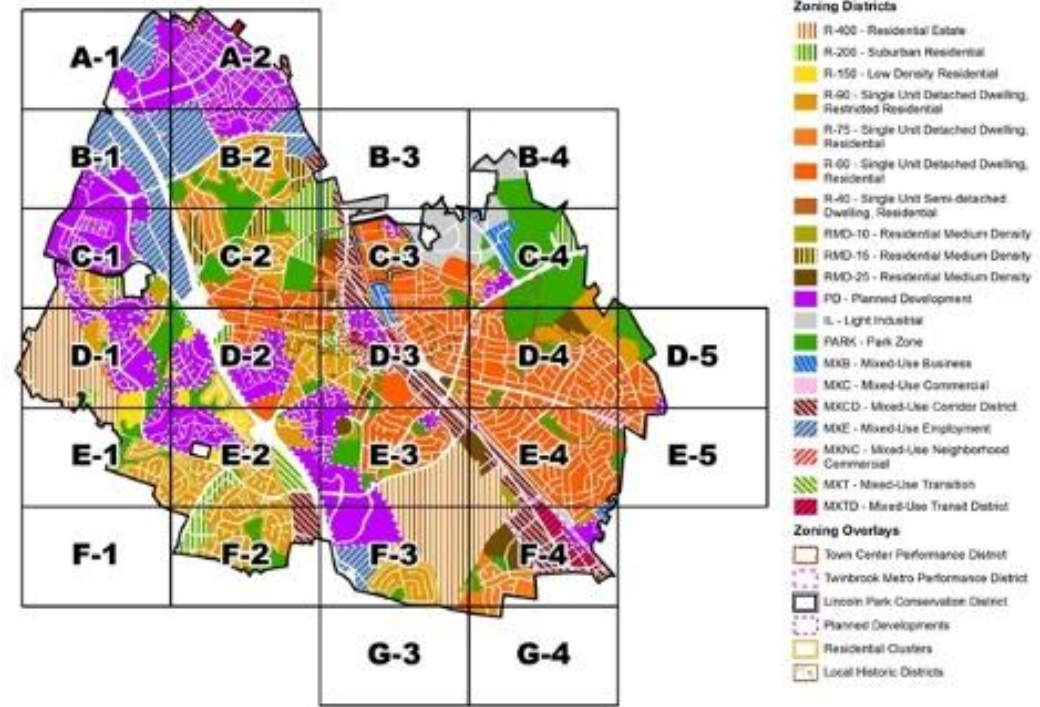 Zoning Districts
R-400 - Residential Estate
R-200 - Suburban Residential
R-150 - Low Density Residential
R-90 - Single Unit Detached Dwelling,
Restricted Residential
R-75 - Single Unit Detached Dwelling,
Residential
R-60 - Single Unit Detached Dwelling,
Residential
R-40 - Single Unit Semi-detached
Dwelling, Residential
RMD-10 - Residential Medium Density
RMD-15 - Residential Medium Density
RMD-25 - Residential Medium Density
PD - Planned Development
IL - Light Industrial
PARK - Park Zone
MXB - Mixed-Use Business
MXC - Mixed-Use Commercial
MXCD - Mixed-Use Corridor District
MXE - Mixed-Use Employment
MXNC - Mixed-Use Neighborhood
Commercial
MXT - Mixed-Use Transition
MXTD - Mixed-Use Transit District
Zoning Overlays
Town Center Performance District
Twinbrook Metro Performance District
Lincoln Park Conservation District
Planned Developments
Residential Clusters
Local Historic Districts
A-1 A-2
B-1 B-2 B-3 B-4
C-1 C-2 C-3 C-4
D-1 D-2 D-3 D-4 D-5
E-1 E-2 E-3 E-4 E-5
F-1 F-2 F-3 F-4
G-3 G-4